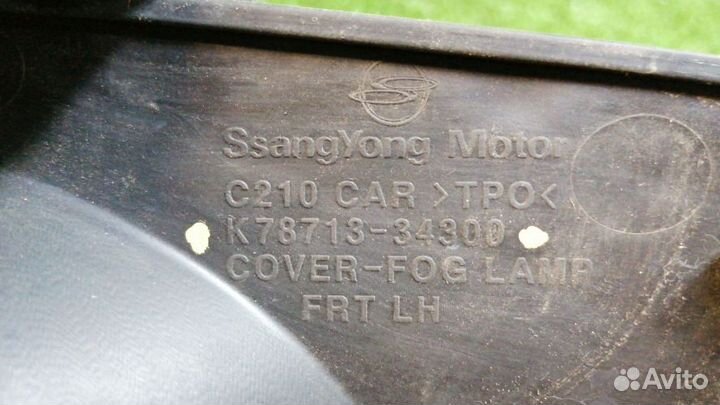 SsangYong Motor
C210 CAR >TPO<
K78713-34300
COVER-FOG LAMP
FRT LH
Avito